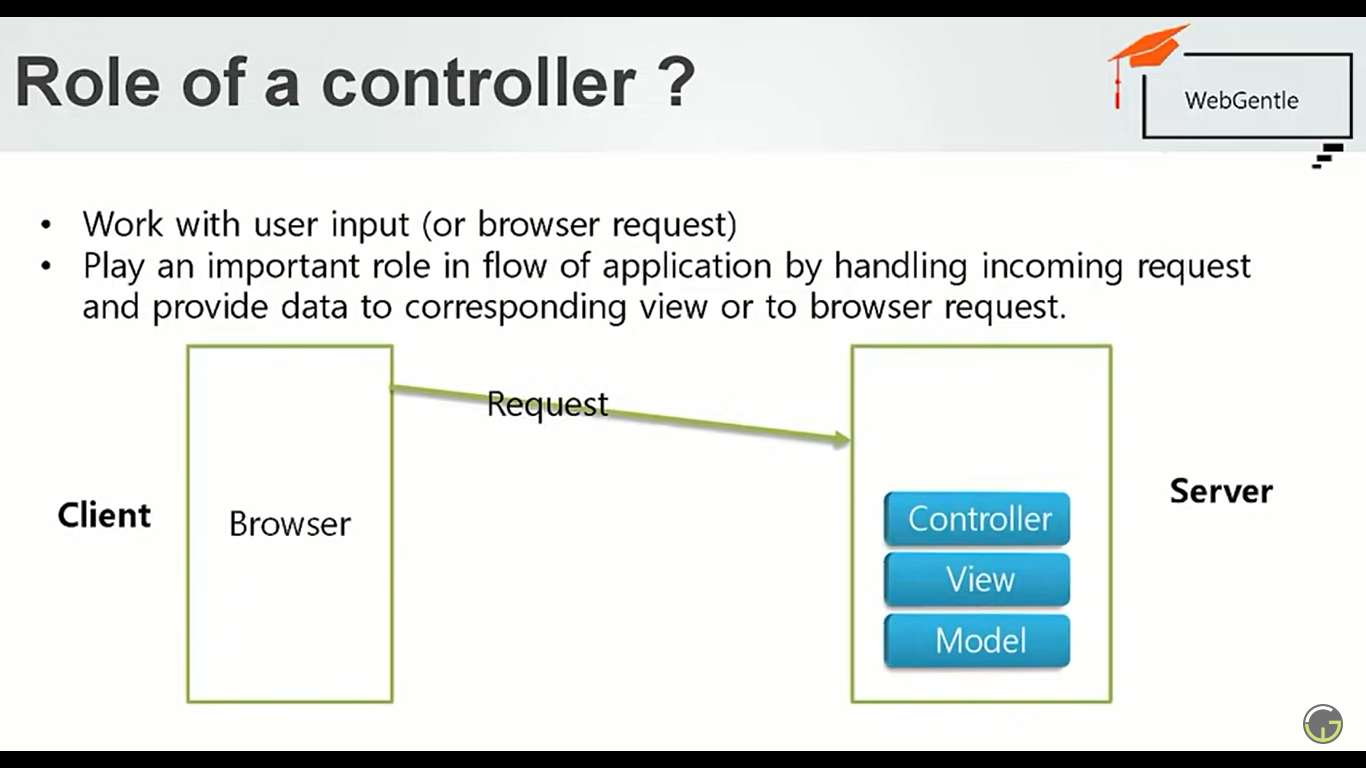 Role of a controller ?
WebGentle
• Work with user input (or browser request)
• Play an important role in flow of application by handling incoming request
and provide data to corresponding view or to browser request.
Request
Client
Browser
Server
Controller
View
Model